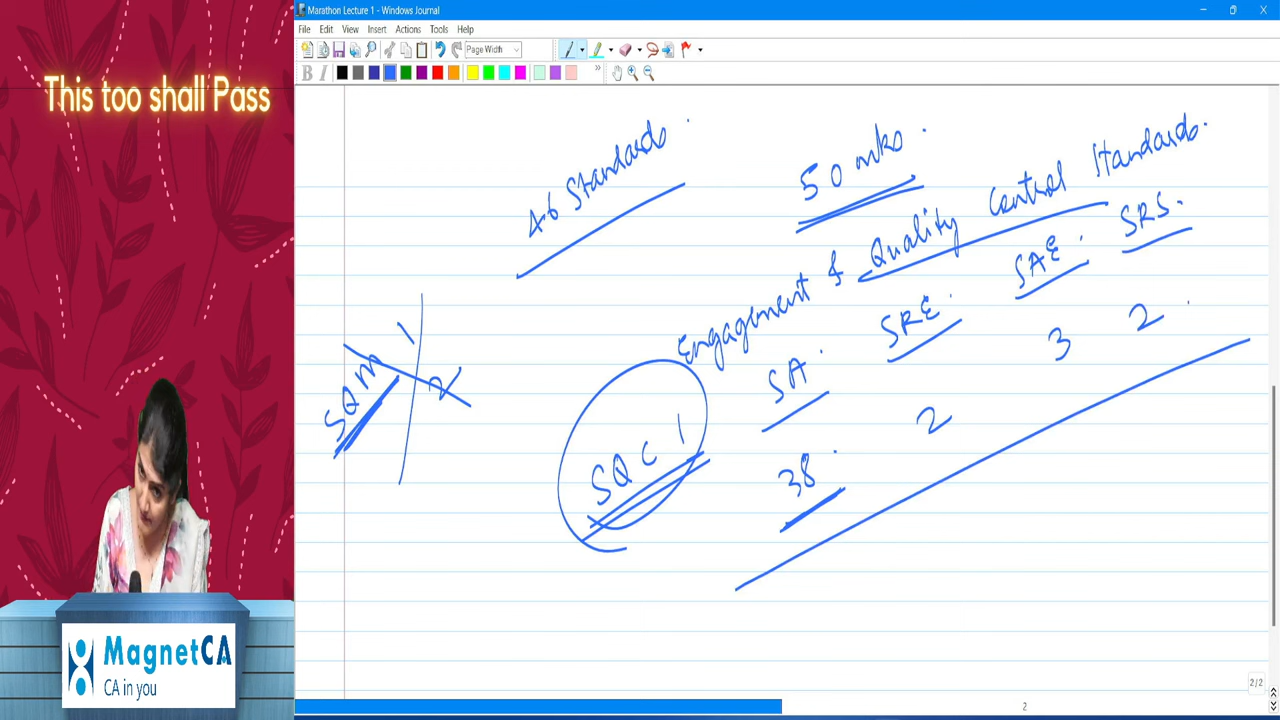 This too shall Pass
Marathon Lecture 1 - Windows Journal
File Edit View Insert Actions Tools Help
Page Width
B I
46 Standards.
50 mks.
Engagement & Quality Control Standards.
SQC 1
SA.
SRE.
SAE.
SRS.
38.
2
3
2
SQM 1
2
MagnetCA
CA in you
2 / 2
2